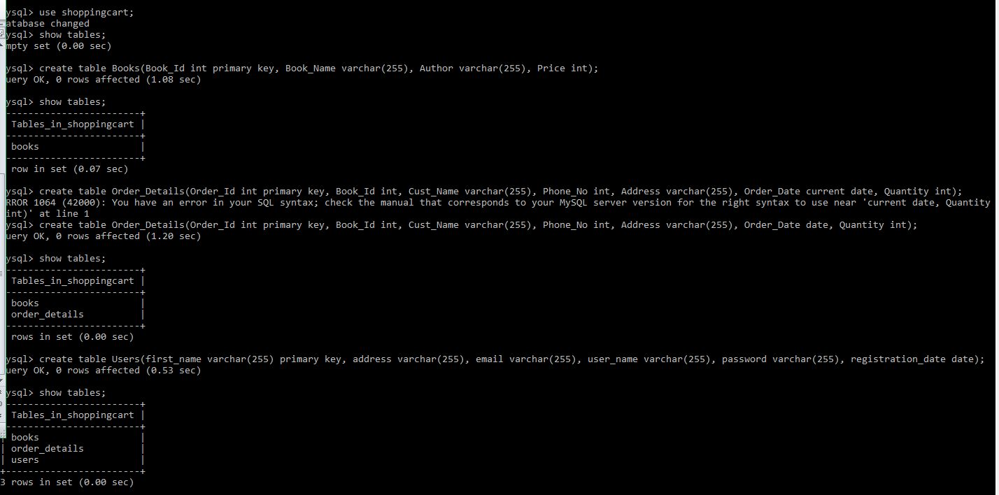 ysql> use shoppingcart;
atabase changed
ysql> show tables;
mpty set (0.00 sec)
ysql> create table Books(Book_Id int primary key, Book_Name varchar(255), Author varchar(255), Price int);
uery OK, 0 rows affected (1.08 sec)
ysql> show tables;
------------------------+
Tables_in_shoppingcart |
------------------------+
books |
------------------------+
row in set (0.07 sec)
ysql> create table Order_Details(Order_Id int primary key, Book_Id int, Cust_Name varchar(255), Phone_No int, Address varchar(255), Order_Date current date, Quantity int);
RROR 1064 (42000): You have an error in your SQL syntax; check the manual that corresponds to your MySQL server version for the right syntax to use near 'current date, Quantity
int)' at line 1
ysql> create table Order_Details(Order_Id int primary key, Book_Id int, Cust_Name varchar(255), Phone_No int, Address varchar(255), Order_Date date, Quantity int);
uery OK, 0 rows affected (1.20 sec)
ysql> show tables;
------------------------+
Tables_in_shoppingcart |
------------------------+
books |
order_details |
------------------------+
rows in set (0.00 sec)
ysql> create table Users(first_name varchar(255) primary key, address varchar(255), email varchar(255), user_name varchar(255), password varchar(255), registration_date date);
uery OK, 0 rows affected (0.53 sec)
ysql> show tables;
------------------------+
Tables_in_shoppingcart |
------------------------+
| books |
| order_details |
| users |
+------------------------+
3 rows in set (0.00 sec)